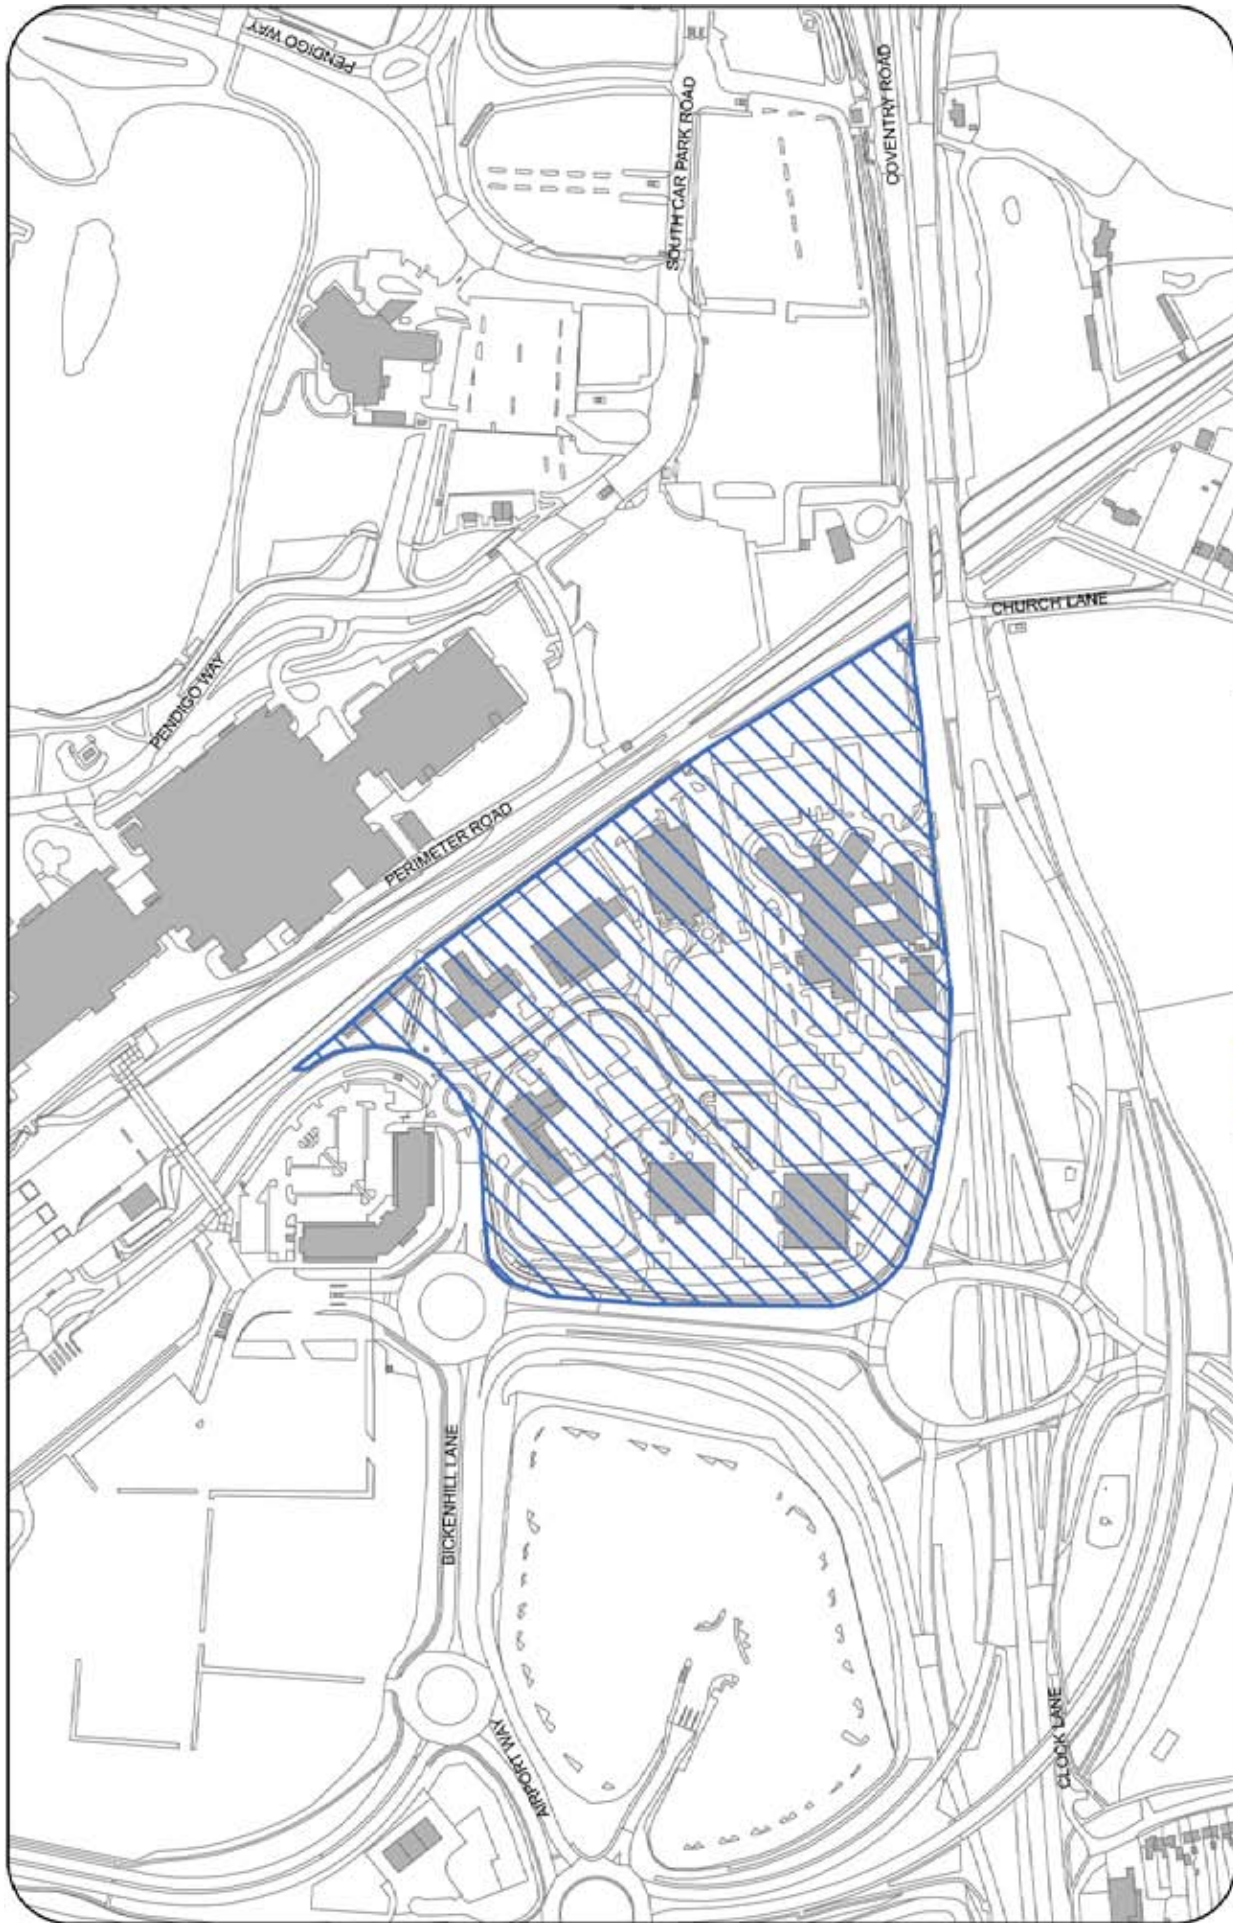 PENDIGO WAY
SOUTH CAR PARK ROAD
COVENTRY ROAD
CHURCH LANE
PENDIGO WAY
PERIMETER ROAD
BICKENHILL LANE
AIRPORT WAY
CLOCK LANE